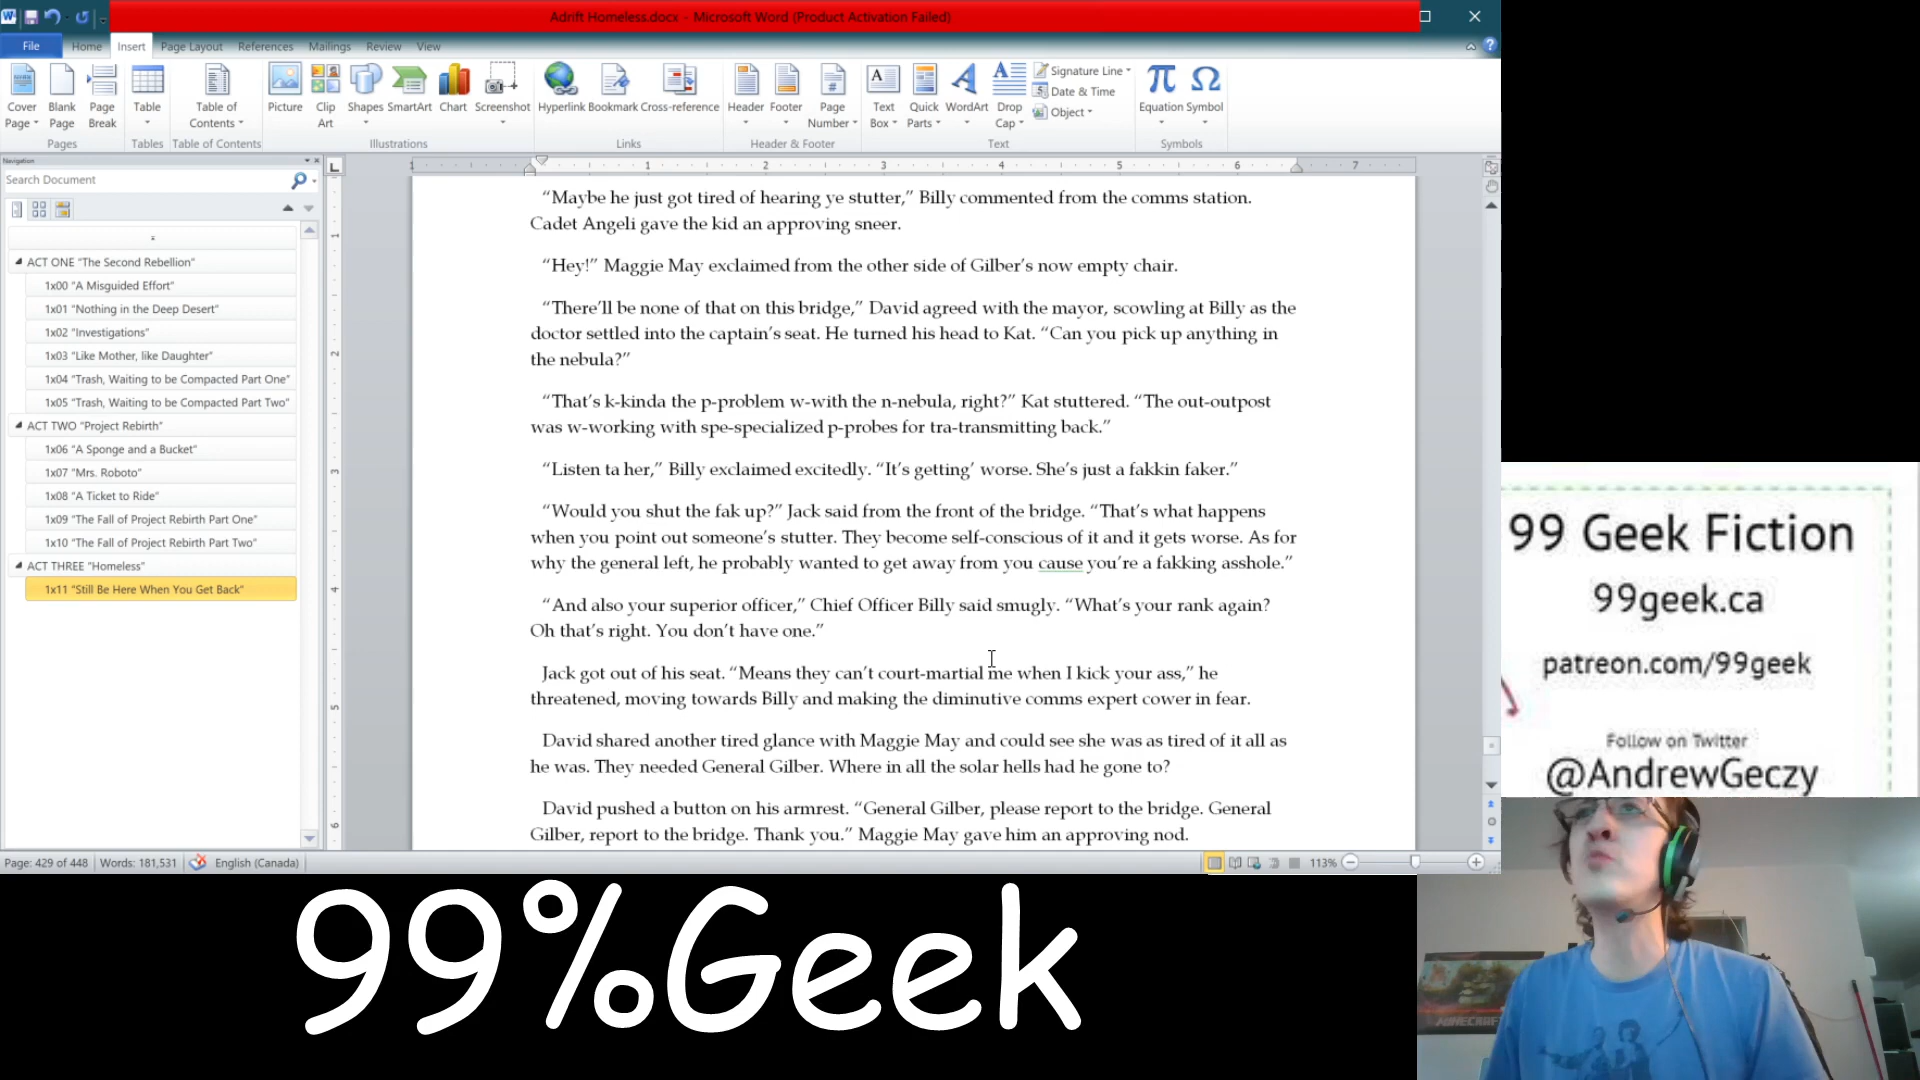 Adrift Homeless.docx - Microsoft Word (Product Activation Failed)
File Home Insert Page Layout References Mailings Review View
Cover Page
Blank Page
Page Break
Table
Table of Contents
Picture
Clip Art
Shapes
SmartArt
Chart
Screenshot
Hyperlink
Bookmark
Cross-reference
Header
Footer
Page Number
Text Box
Quick Parts
WordArt
Drop Cap
Signature Line
Date & Time
Object
Equation
Symbol
Pages Tables Table of Contents Illustrations Links Header & Footer Text Symbols
Navigation
Search Document
ACT ONE “The Second Rebellion”
1x00 “A Misguided Effort”
1x01 “Nothing in the Deep Desert”
1x02 “Investigations”
1x03 “Like Mother, like Daughter”
1x04 “Trash, Waiting to be Compacted Part One”
1x05 “Trash, Waiting to be Compacted Part Two”
ACT TWO “Project Rebirth”
1x06 “A Sponge and a Bucket”
1x07 “Mrs. Roboto”
1x08 “A Ticket to Ride”
1x09 “The Fall of Project Rebirth Part One”
1x10 “The Fall of Project Rebirth Part Two”
ACT THREE “Homeless”
1x11 “Still Be Here When You Get Back”
1 1 2 3 4 5 6 7
1
2
3
4
5
6
“Maybe he just got tired of hearing ye stutter,” Billy commented from the comms station.
Cadet Angeli gave the kid an approving sneer.
“Hey!” Maggie May exclaimed from the other side of Gilber’s now empty chair.
“There’ll be none of that on this bridge,” David agreed with the mayor, scowling at Billy as the
doctor settled into the captain’s seat. He turned his head to Kat. “Can you pick up anything in
the nebula?”
“That’s k-kinda the p-problem w-with the n-nebula, right?” Kat stuttered. “The out-outpost
was w-working with spe-specialized p-probes for tra-transmitting back.”
“Listen ta her,” Billy exclaimed excitedly. “It’s getting’ worse. She’s just a fakkin faker.”
“Would you shut the fak up?” Jack said from the front of the bridge. “That’s what happens
when you point out someone’s stutter. They become self-conscious of it and it gets worse. As for
why the general left, he probably wanted to get away from you cause you’re a fakking asshole.”
“And also your superior officer,” Chief Officer Billy said smugly. “What’s your rank again?
Oh that’s right. You don’t have one.”
Jack got out of his seat. “Means they can’t court-martial me when I kick your ass,” he
threatened, moving towards Billy and making the diminutive comms expert cower in fear.
David shared another tired glance with Maggie May and could see she was as tired of it all as
he was. They needed General Gilber. Where in all the solar hells had he gone to?
David pushed a button on his armrest. “General Gilber, please report to the bridge. General
Gilber, report to the bridge. Thank you.” Maggie May gave him an approving nod.
Page: 429 of 448 Words: 181,531 English (Canada) 113%
99 Geek Fiction
99geek.ca
patreon.com/99geek
Follow on Twitter
@AndrewGeczy
99%Geek
MINECRAFT